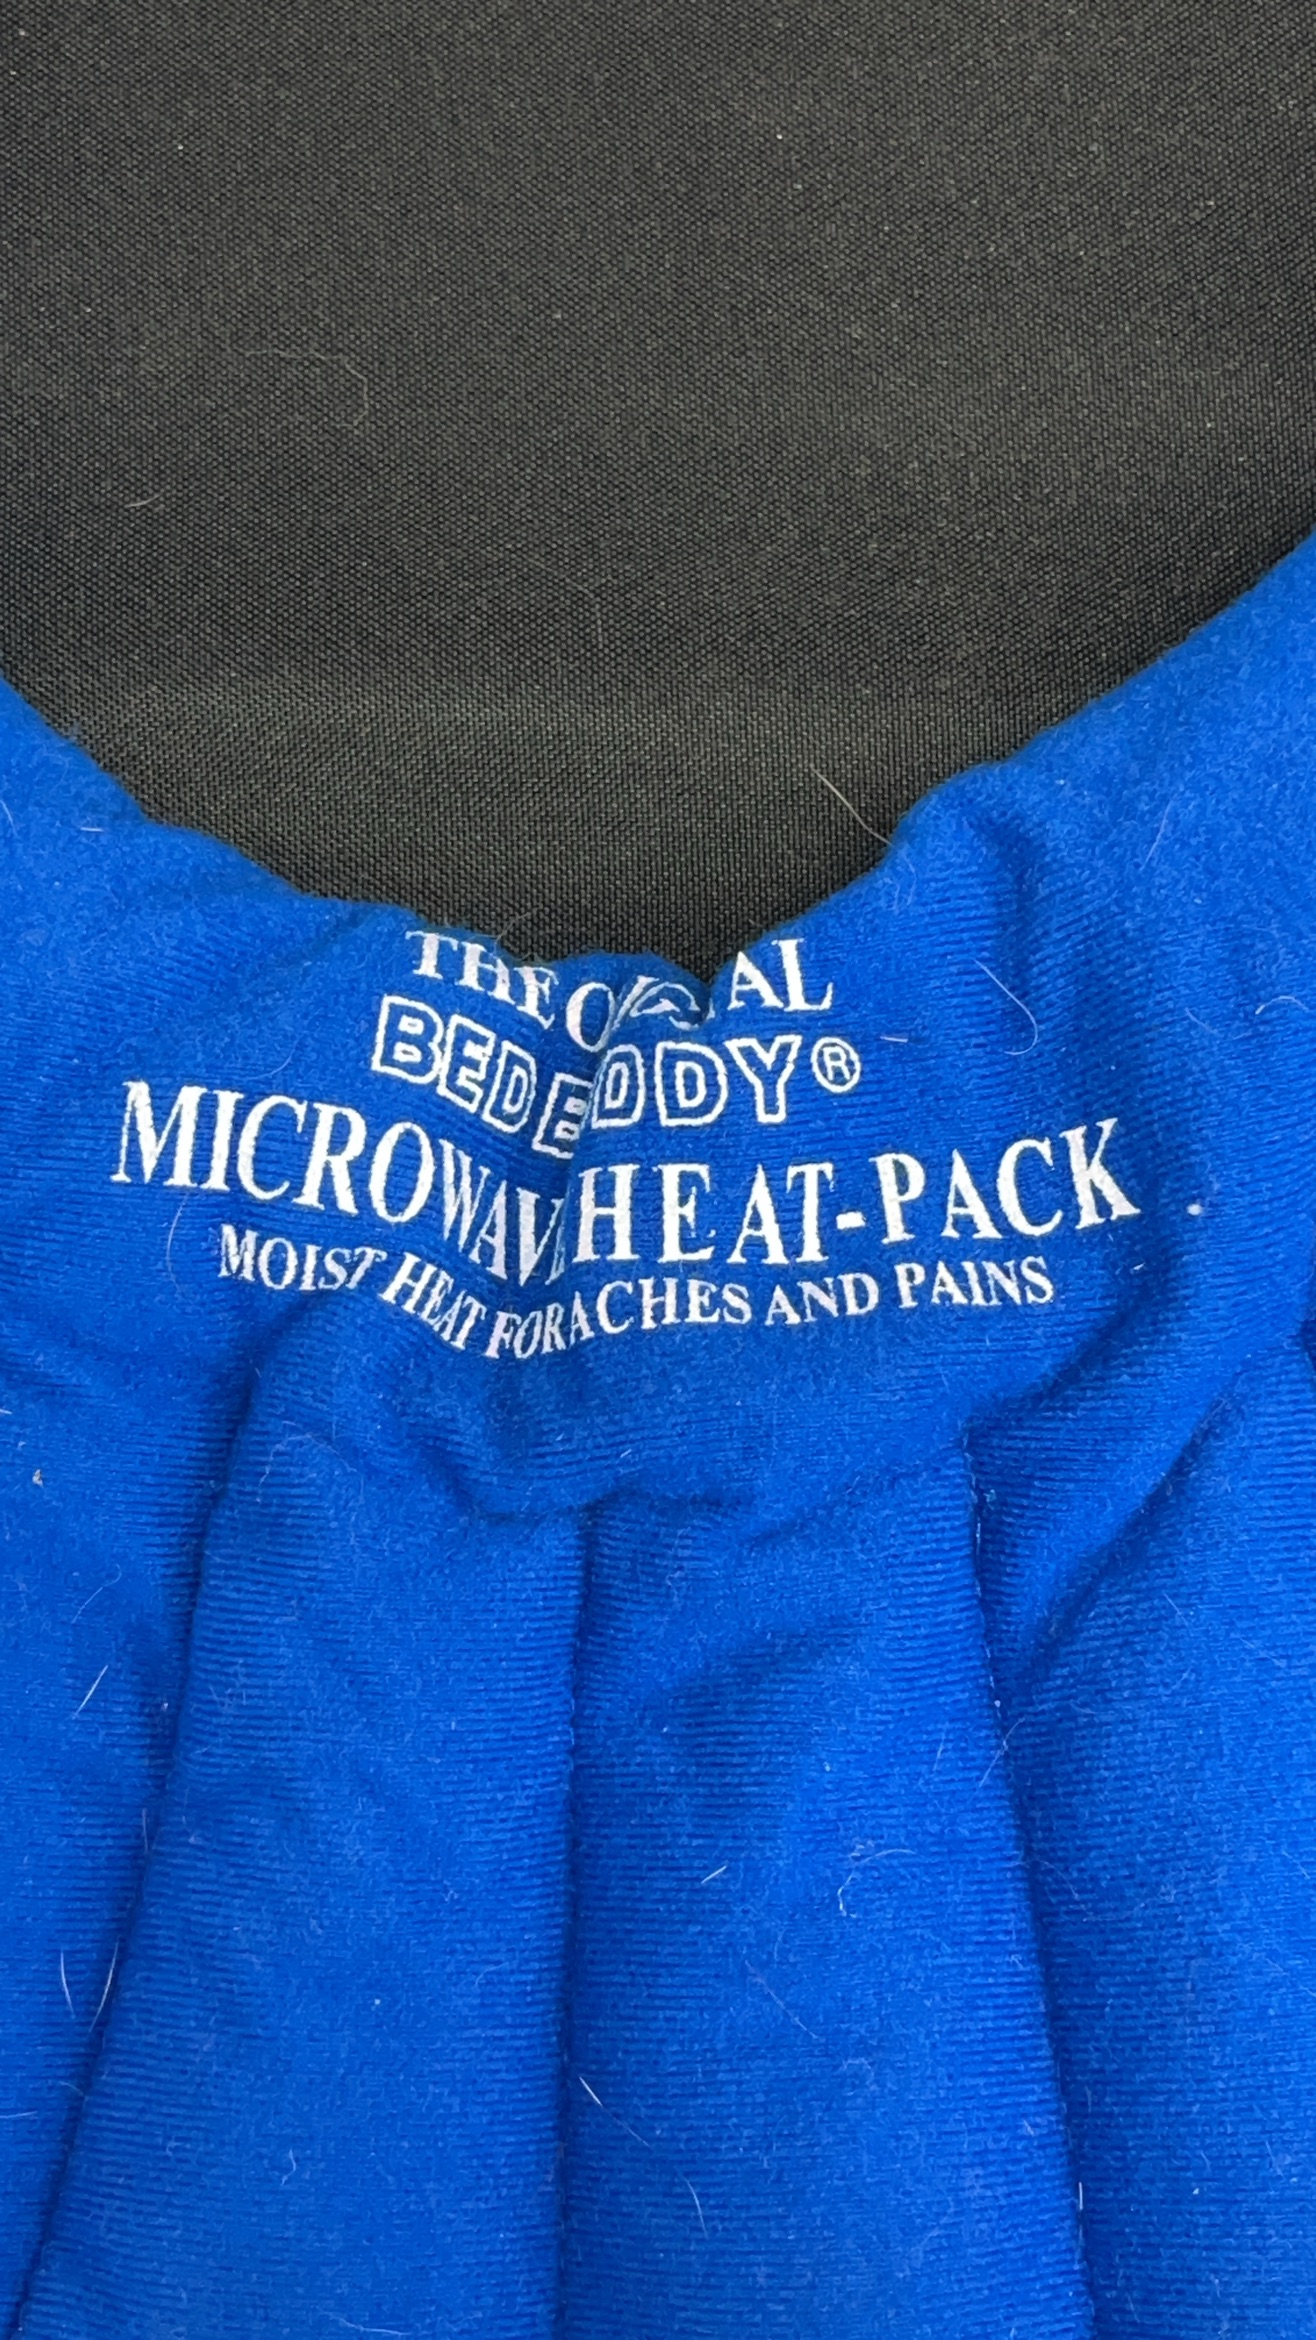 THE
BED BUDDY®
MICROWAVE HEAT-PACK
MOIST HEAT FOR ACHES AND PAINS